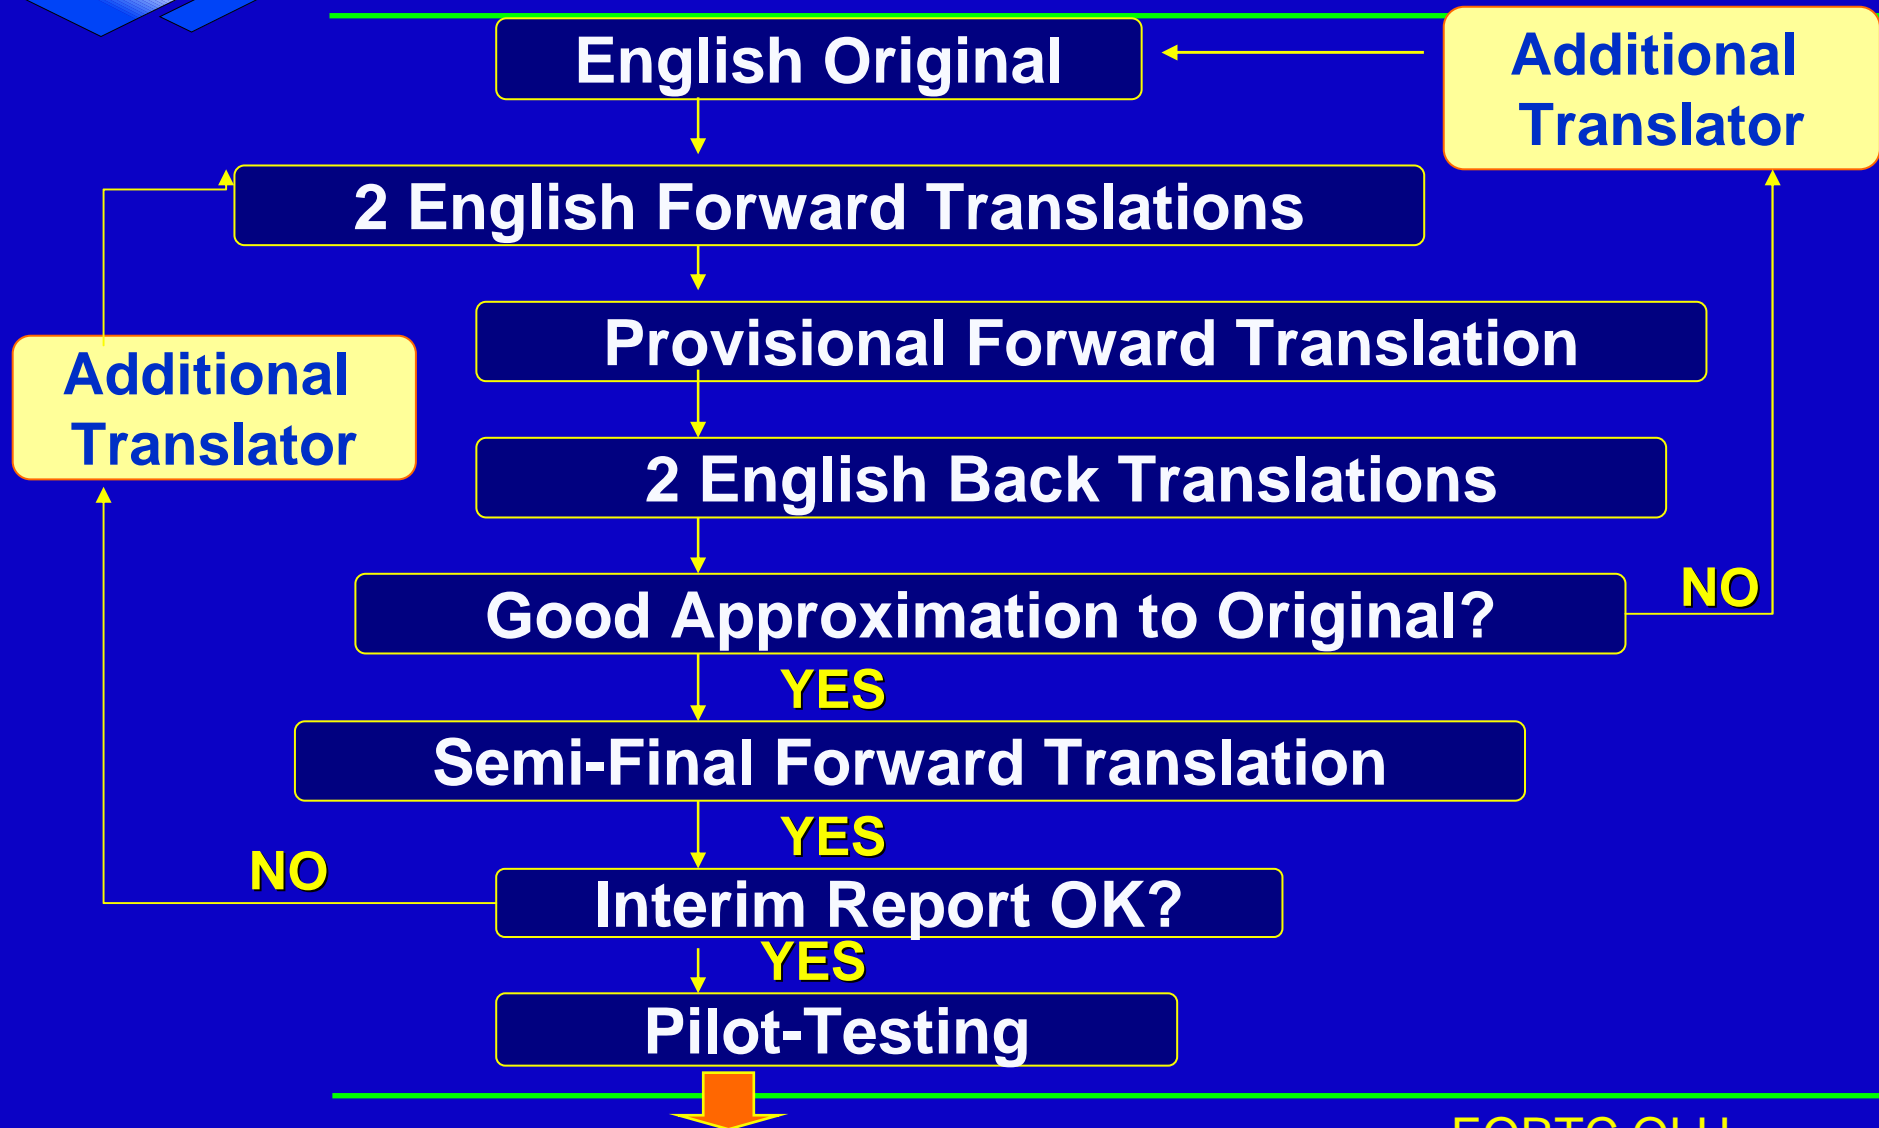 English Original
Additional
Translator
2 English Forward Translations
Provisional Forward Translation
Additional
Translator
2 English Back Translations
Good Approximation to Original?
NO
YES
Semi-Final Forward Translation
YES
NO
Interim Report OK?
YES
Pilot-Testing